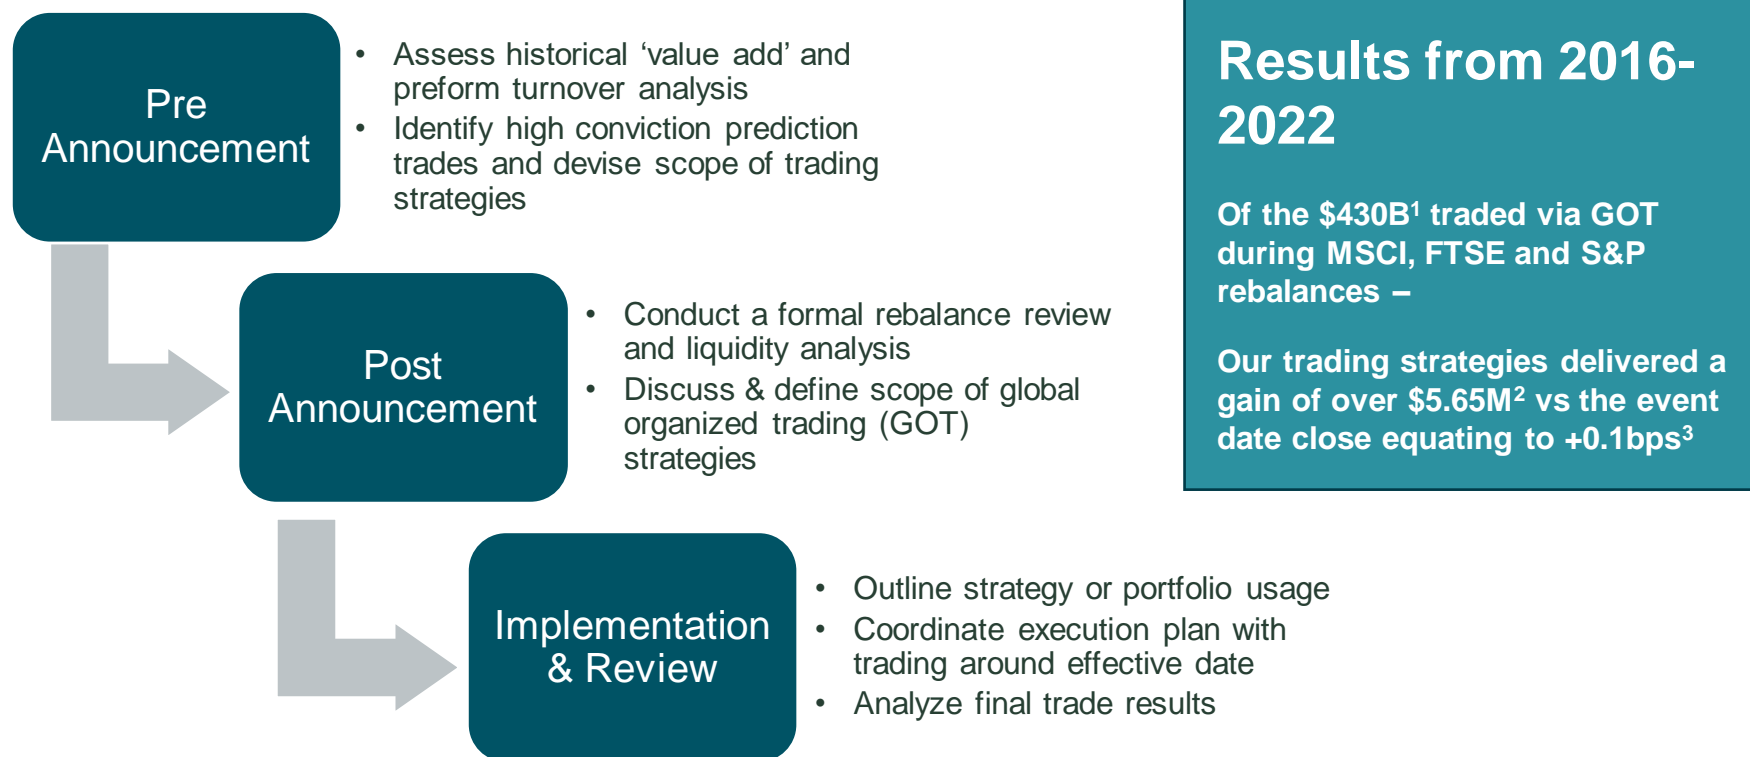 Pre
Announcement
• Assess historical ‘value add’ and
preform turnover analysis
• Identify high conviction prediction
trades and devise scope of trading
strategies
Post
Announcement
• Conduct a formal rebalance review
and liquidity analysis
• Discuss & define scope of global
organized trading (GOT)
strategies
Implementation
& Review
• Outline strategy or portfolio usage
• Coordinate execution plan with
trading around effective date
• Analyze final trade results
Results from 2016-
2022
Of the $430B¹ traded via GOT
during MSCI, FTSE and S&P
rebalances –
Our trading strategies delivered a
gain of over $5.65M² vs the event
date close equating to +0.1bps³